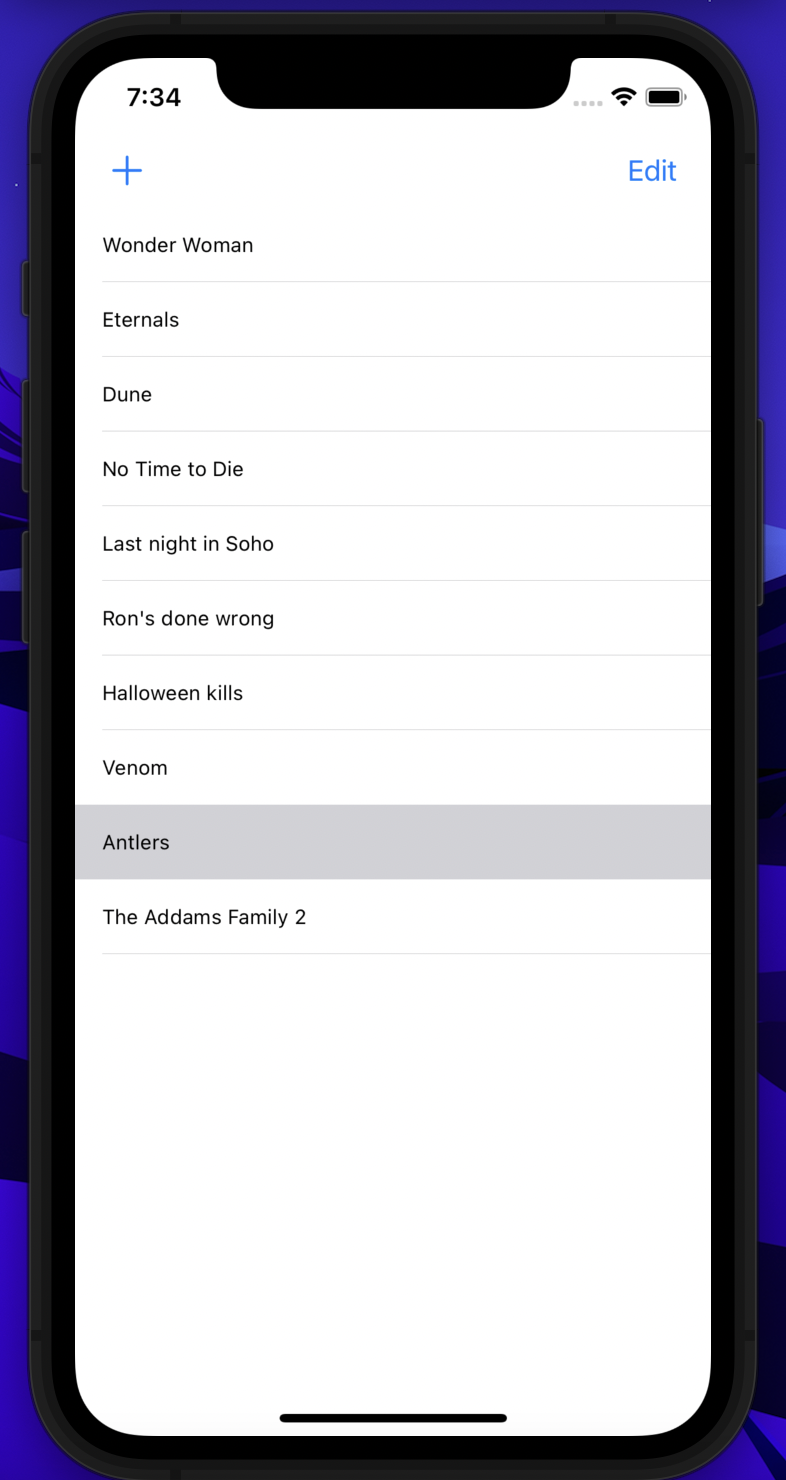 7:34
Edit
Wonder Woman
Eternals
Dune
No Time to Die
Last night in Soho
Ron's done wrong
Halloween kills
Venom
Antlers
The Addams Family 2